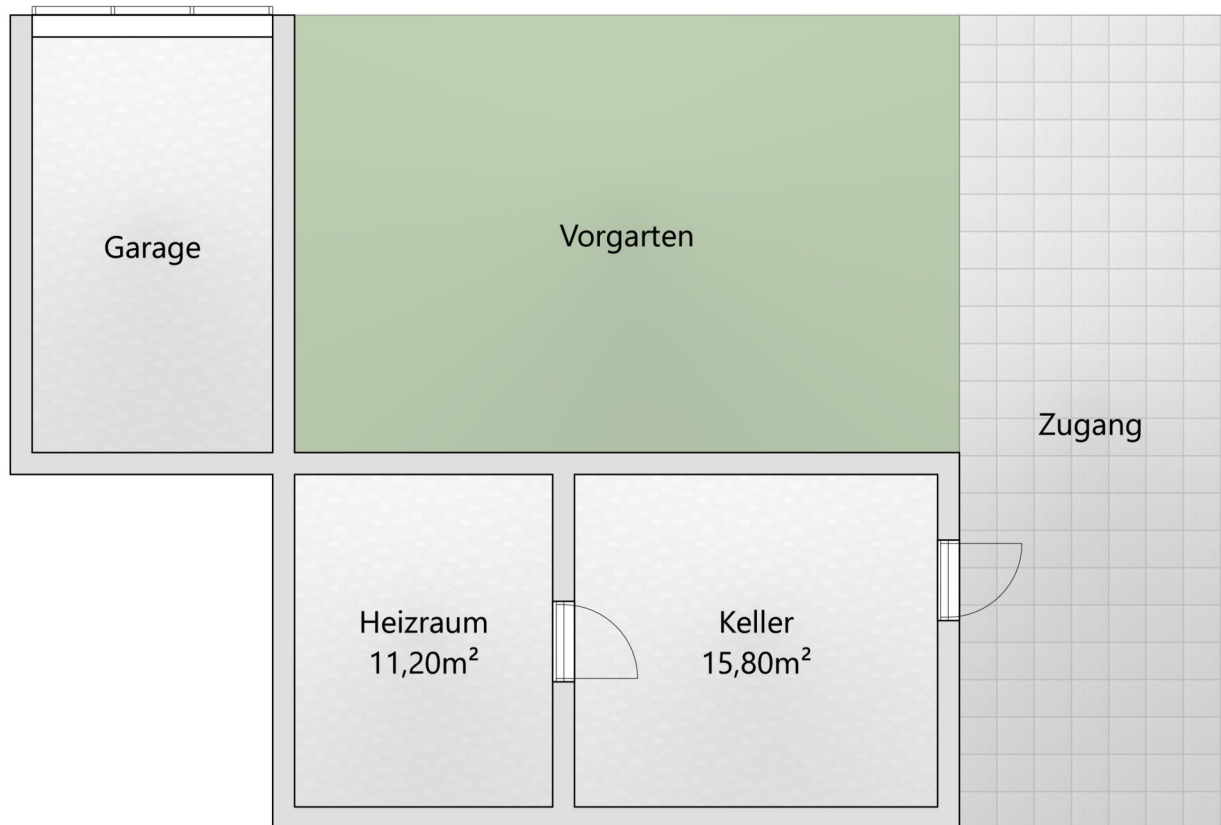 Garage
Vorgarten
Zugang
Heizraum
11,20m²
Keller
15,80m²